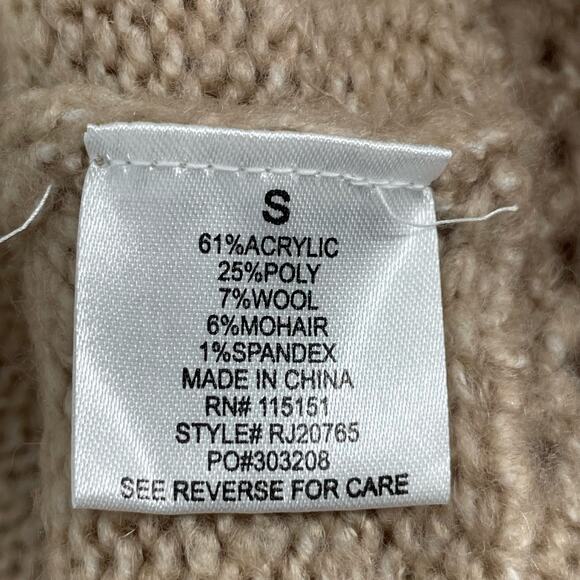 S
61%ACRYLIC
25%POLY
7%WOOL
6%MOHAIR
1%SPANDEX
MADE IN CHINA
RN# 115151
STYLE# RJ20765
PO#303208
SEE REVERSE FOR CARE